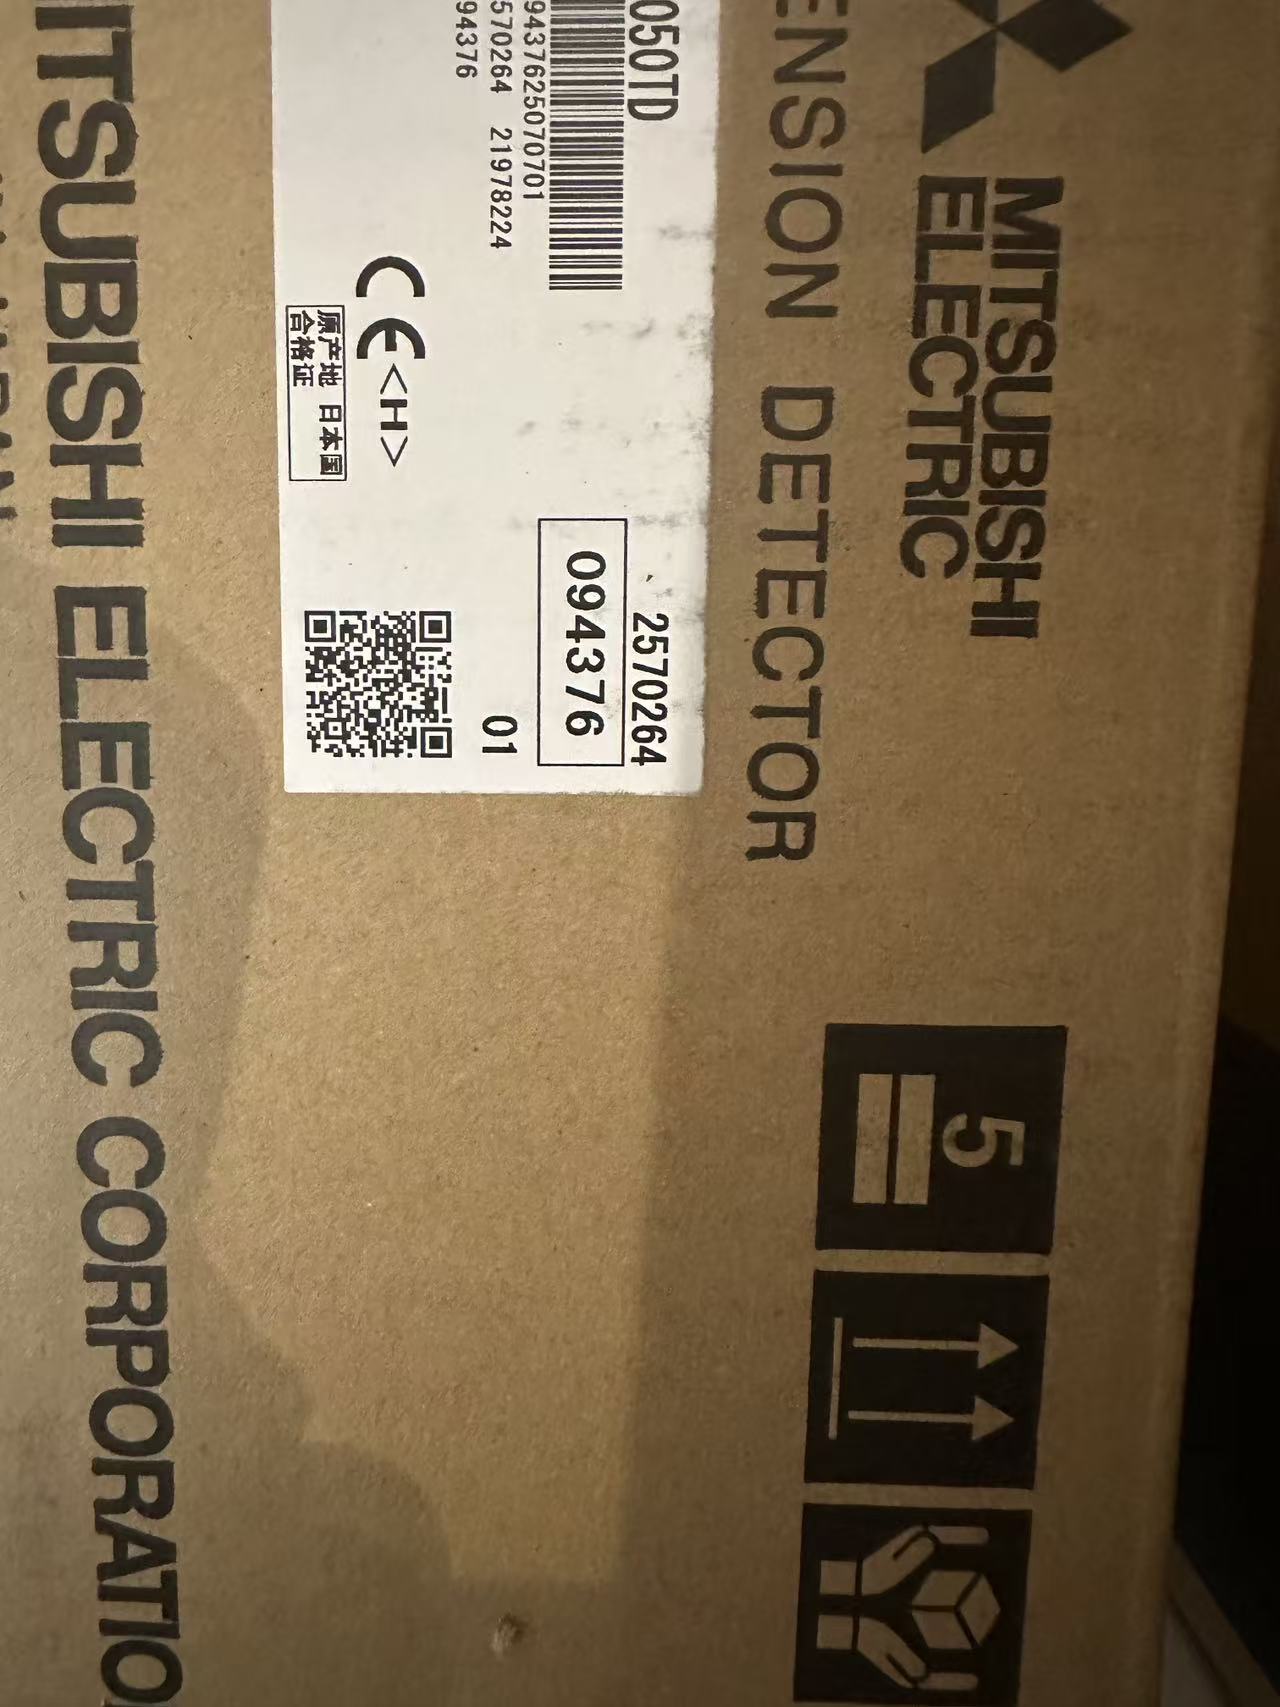 MITSUBISHI
ELECTRIC
ENSION DETECTOR
050TD
2570264
094376
9437625070701
570264 21978224
94376
01
CE<H>
原产地 日本国
合格证
ITSUBISHI ELECTRIC CORPORATIO
5